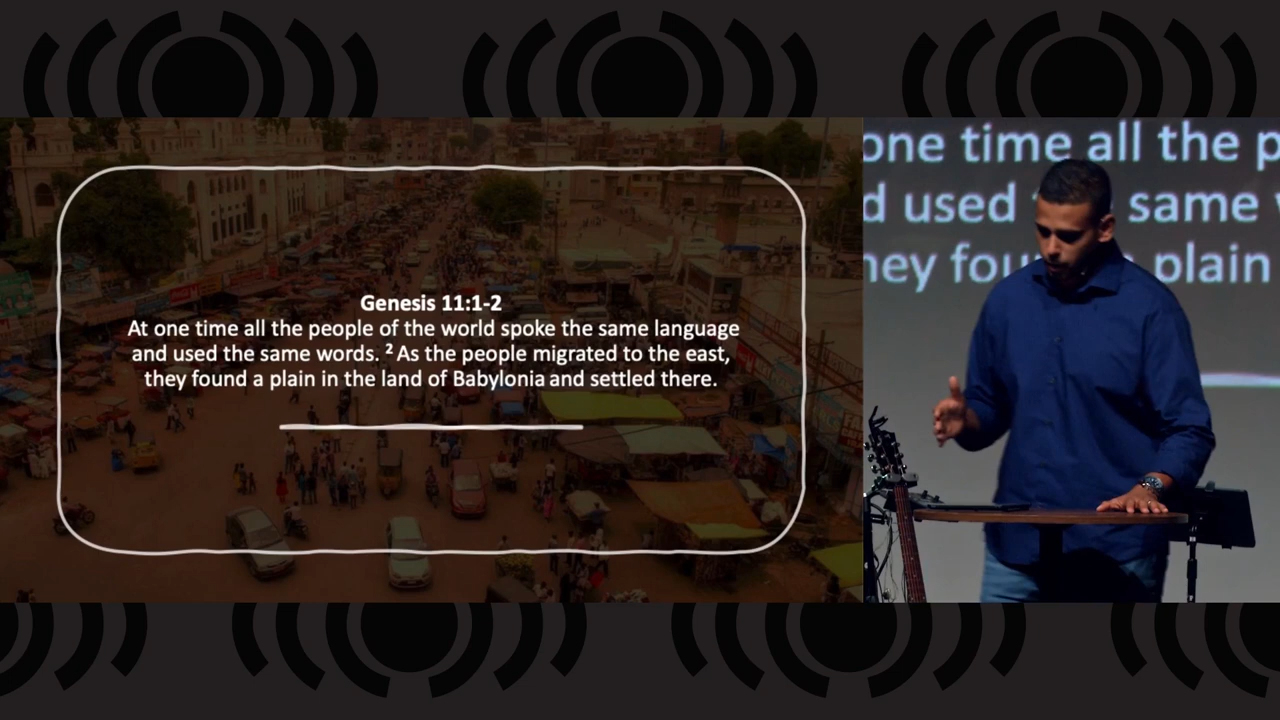 Genesis 11:1-2
At one time all the people of the world spoke the same language
and used the same words. ² As the people migrated to the east,
they found a plain in the land of Babylonia and settled there.
one time all the p
d used same
hey fou plain